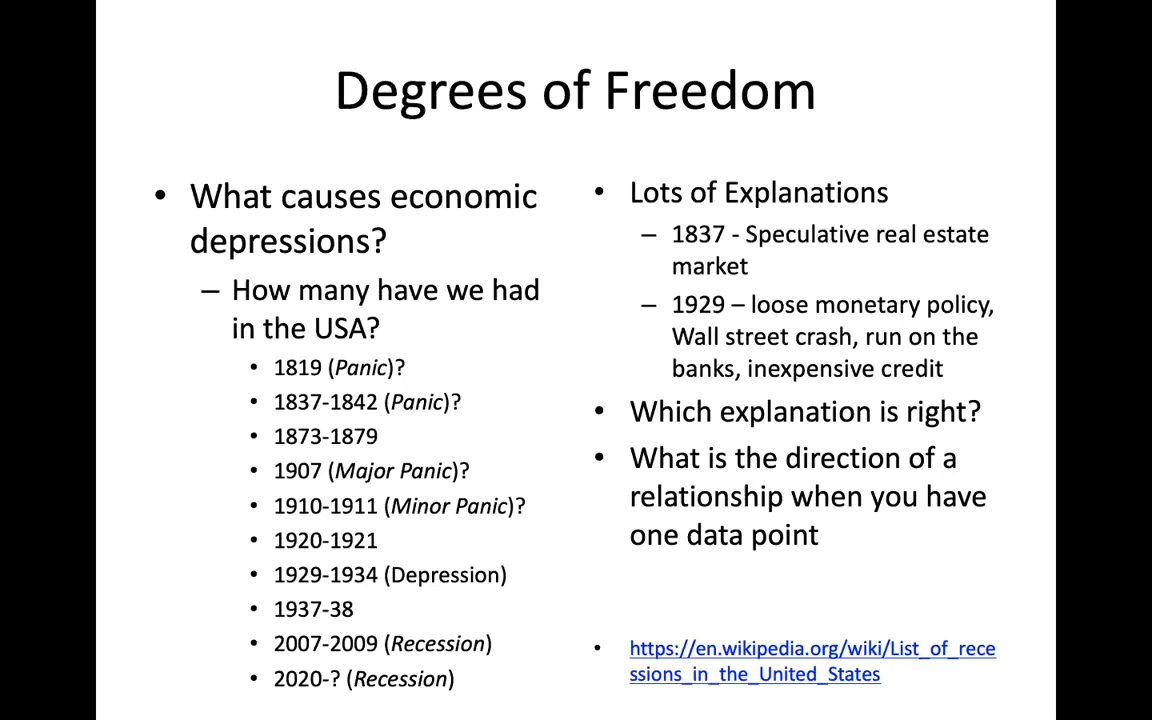 Degrees of Freedom
• What causes economic
depressions?
– How many have we had
in the USA?
• 1819 (Panic)?
• 1837-1842 (Panic)?
• 1873-1879
• 1907 (Major Panic)?
• 1910-1911 (Minor Panic)?
• 1920-1921
• 1929-1934 (Depression)
• 1937-38
• 2007-2009 (Recession)
• 2020-? (Recession)
• Lots of Explanations
– 1837 - Speculative real estate
market
– 1929 – loose monetary policy,
Wall street crash, run on the
banks, inexpensive credit
• Which explanation is right?
• What is the direction of a
relationship when you have
one data point
• https://en.wikipedia.org/wiki/List_of_rece
ssions_in_the_United_States